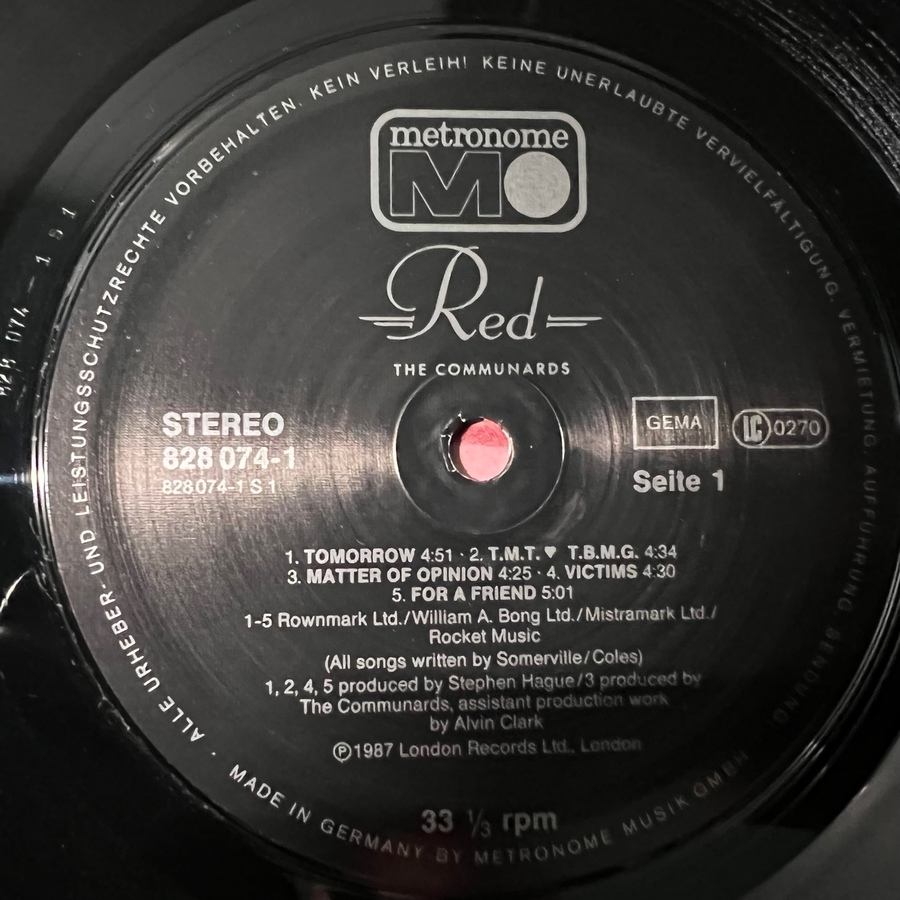 ALLE URHEBER- UND LEISTUNGSSCHUTZRECHTE VORBEHALTEN. KEIN VERLEIH! KEINE UNERLAUBTE VERVIELFÄLTIGUNG, VERMIETUNG, AUFFÜHRUNG, SENDUNG
metronome
MO
Red
THE COMMUNARDS
STEREO
828 074-1
828074-1 S 1
GEMA
LC 0270
Seite 1
1. TOMORROW 4:51 · 2. T.M.T.♥ T.B.M.G. 4:34
3. MATTER OF OPINION 4:25 · 4. VICTIMS 4:30
5. FOR A FRIEND 5:01
1-5 Rownmark Ltd./William A. Bong Ltd./Mistramark Ltd./
Rocket Music
(All songs written by Somerville/Coles)
1, 2, 4, 5 produced by Stephen Hague/3 produced by
The Communards, assistant production work
by Alvin Clark
Ⓟ1987 London Records Ltd., London
33 ⅓ rpm
· MADE IN GERMANY BY METRONOME MUSIK GMBH